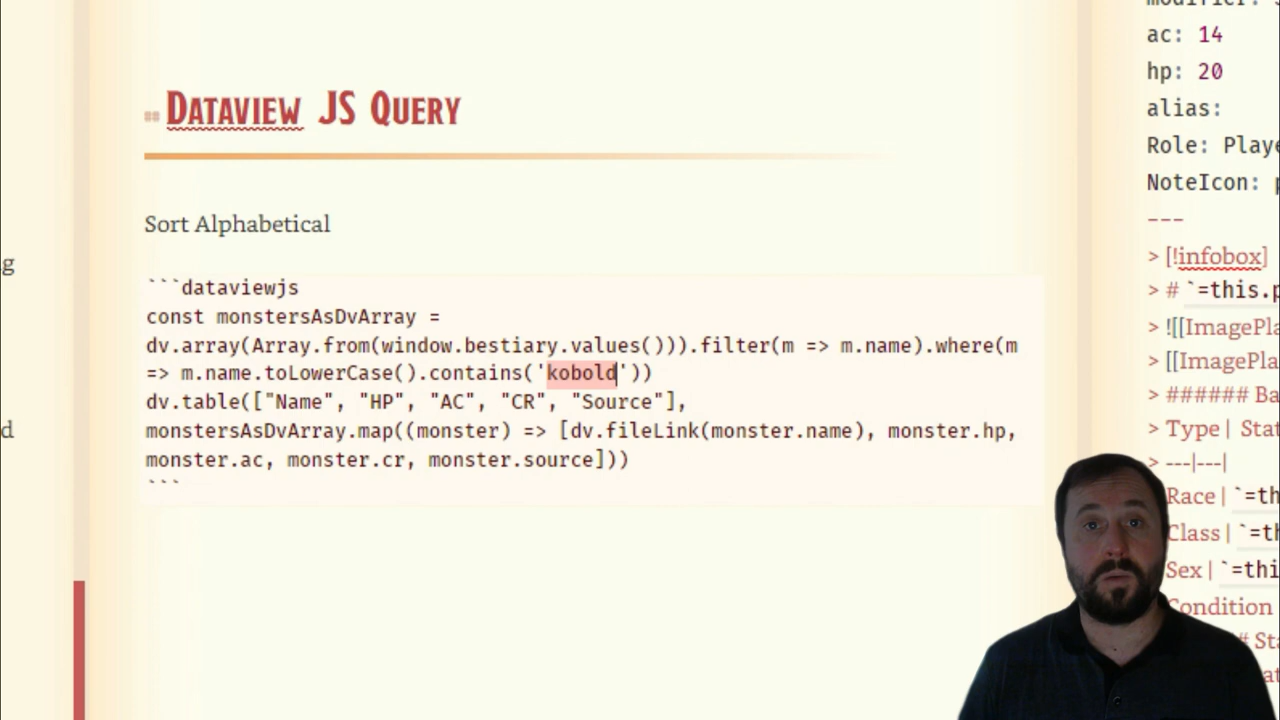 g
d
## Dataview JS Query
Sort Alphabetical
```dataviewjs
const monstersAsDvArray =
dv.array(Array.from(window.bestiary.values())).filter(m => m.name).where(m
=> m.name.toLowerCase().contains('kobold'))
dv.table(["Name", "HP", "AC", "CR", "Source"],
monstersAsDvArray.map((monster) => [dv.fileLink(monster.name), monster.hp,
monster.ac, monster.cr, monster.source]))
```
ac: 14
hp: 20
alias:
Role: Playe
NoteIcon: p
---
> [!infobox]
> # `=this.p
> ![[ImagePla
> [[ImagePla
> ###### Ba
> Type | Stat
> ---|---|
Race | `=th
Class | `=th
Sex | `=thi
Condition
# Sta